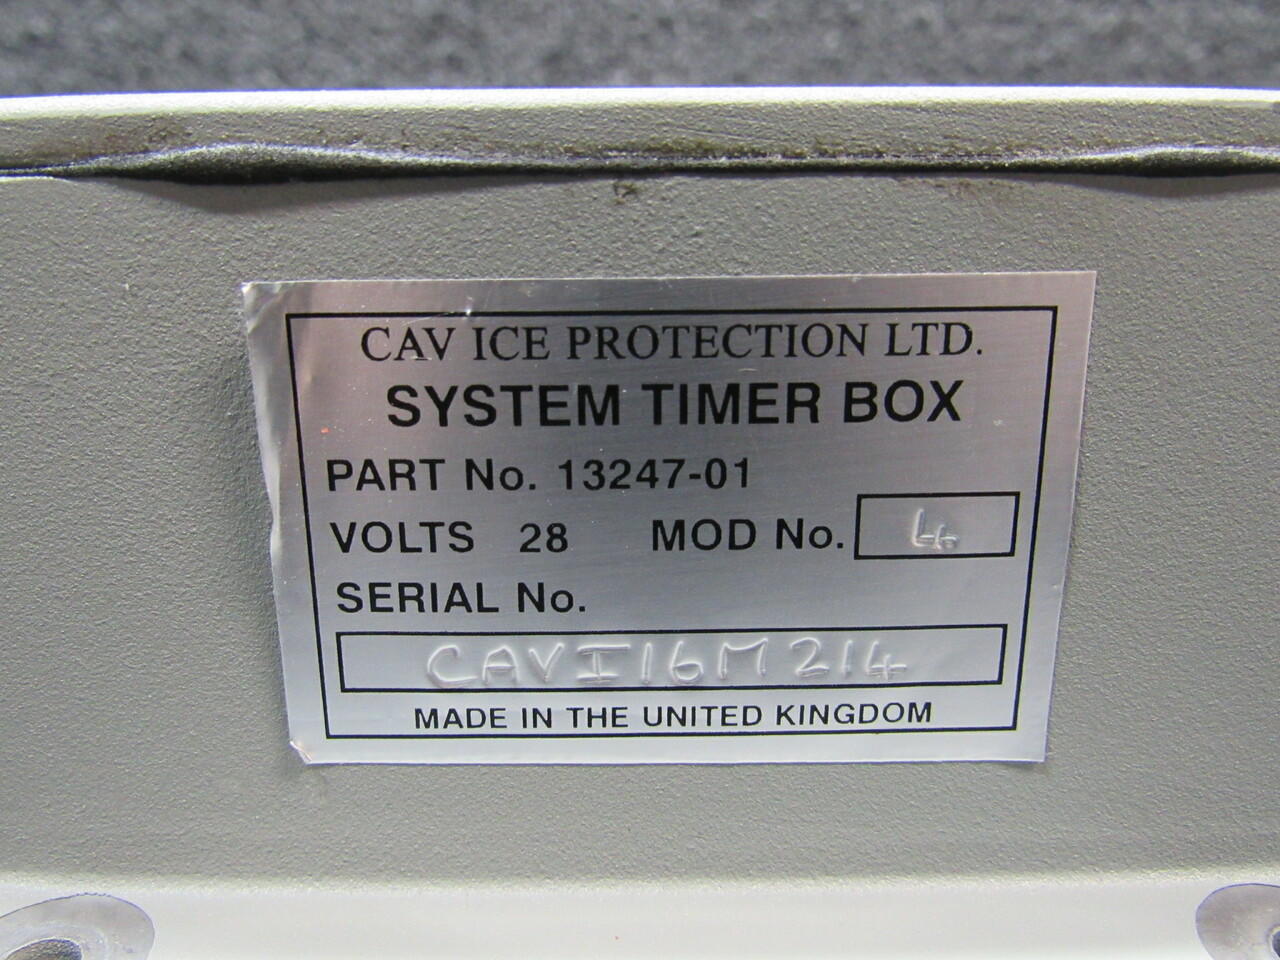 CAV ICE PROTECTION LTD.
SYSTEM TIMER BOX
PART No. 13247-01
VOLTS 28 MOD No. 4
SERIAL No.
CAVI16M214
MADE IN THE UNITED KINGDOM